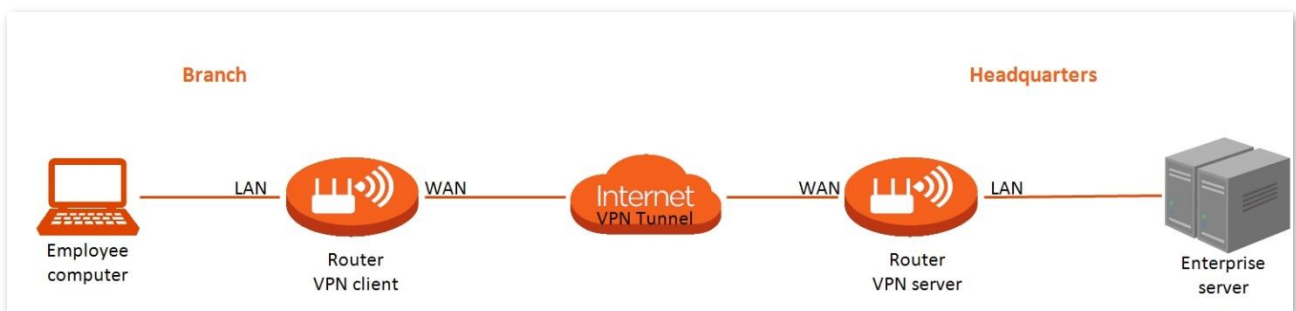 Branch
Headquarters
LAN
WAN
Internet
VPN Tunnel
WAN
LAN
Employee
computer
Router
VPN client
Router
VPN server
Enterprise
server